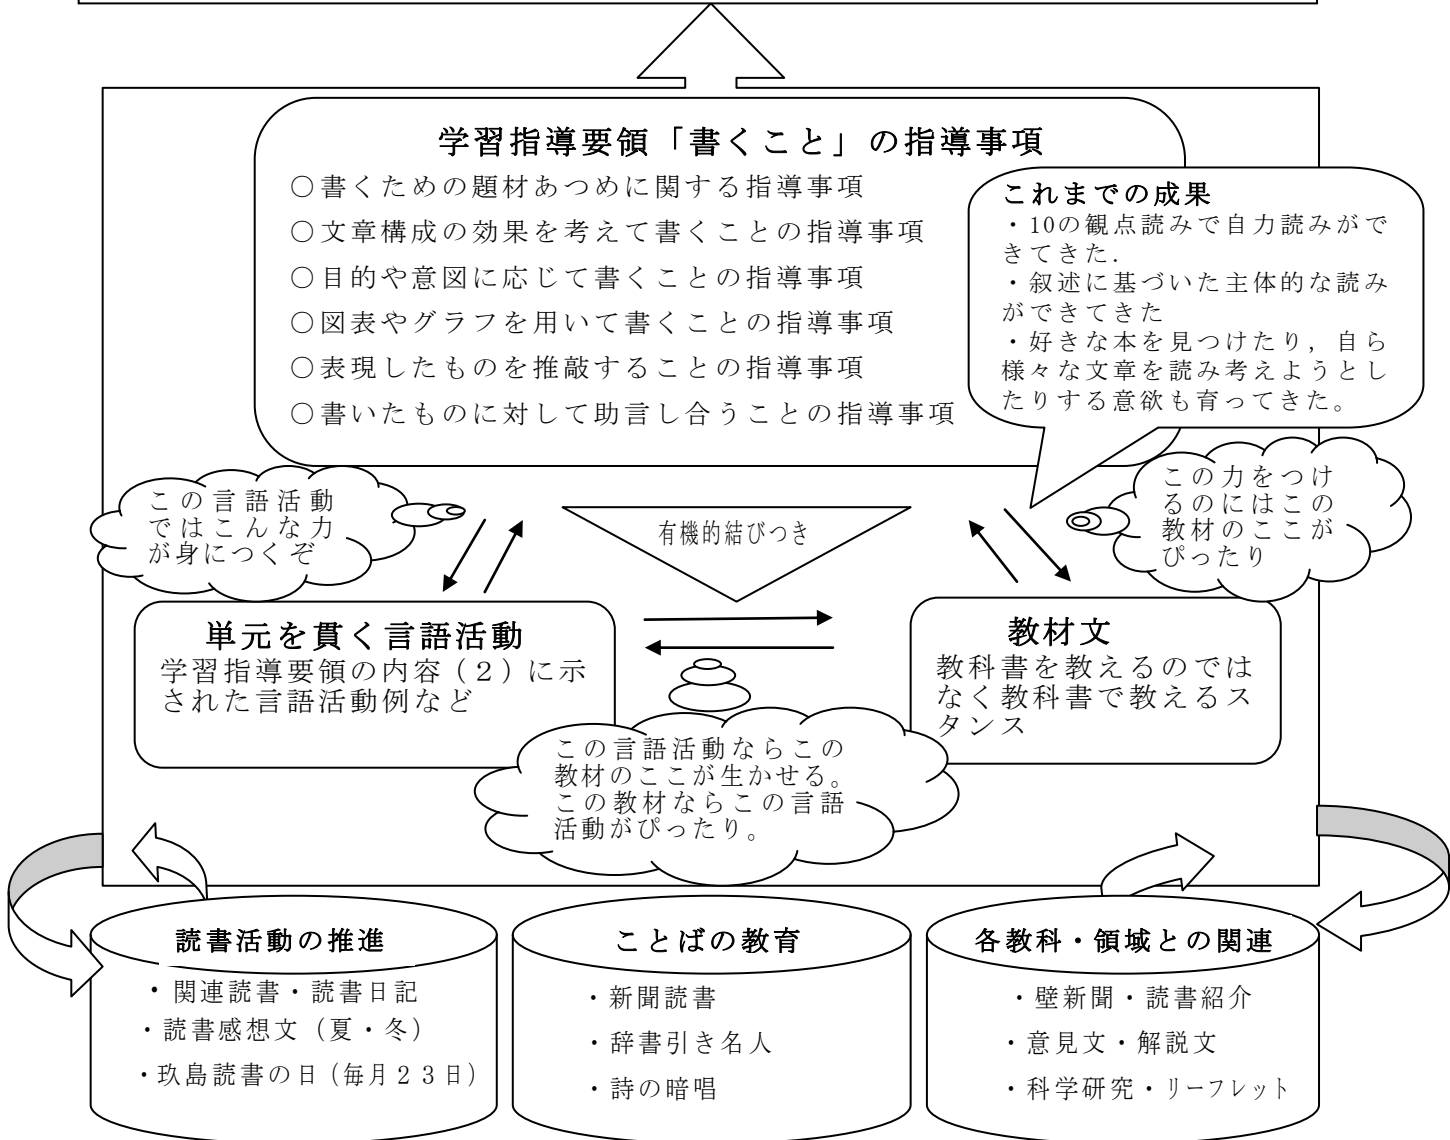 学習指導要領「書くこと」の指導事項
○書くための題材あつめに関する指導事項
○文章構成の効果を考えて書くことの指導事項
○目的や意図に応じて書くことの指導事項
○図表やグラフを用いて書くことの指導事項
○表現したものを推敲することの指導事項
○書いたものに対して助言し合うことの指導事項
これまでの成果
・10の観点読みで自力読みがで
きてきた.
・叙述に基づいた主体的な読み
ができてきた
・好きな本を見つけたり，自ら
様々な文章を読み考えようとし
たりする意欲も育ってきた。
この言語活動
ではこんな力
が身につくぞ
有機的結びつき
この力をつけ
るのにはこの
教材のここが
ぴったり
単元を貫く言語活動
学習指導要領の内容（２）に示
された言語活動例など
教材文
教科書を教えるのでは
なく教科書で教えるス
タンス
この言語活動ならこの
教材のここが生かせる。
この教材ならこの言語
活動がぴったり。
読書活動の推進
・関連読書・読書日記
・読書感想文（夏・冬）
・玖島読書の日（毎月２３日）
ことばの教育
・新聞読書
・辞書引き名人
・詩の暗唱
各教科・領域との関連
・壁新聞・読書紹介
・意見文・解説文
・科学研究・リーフレット